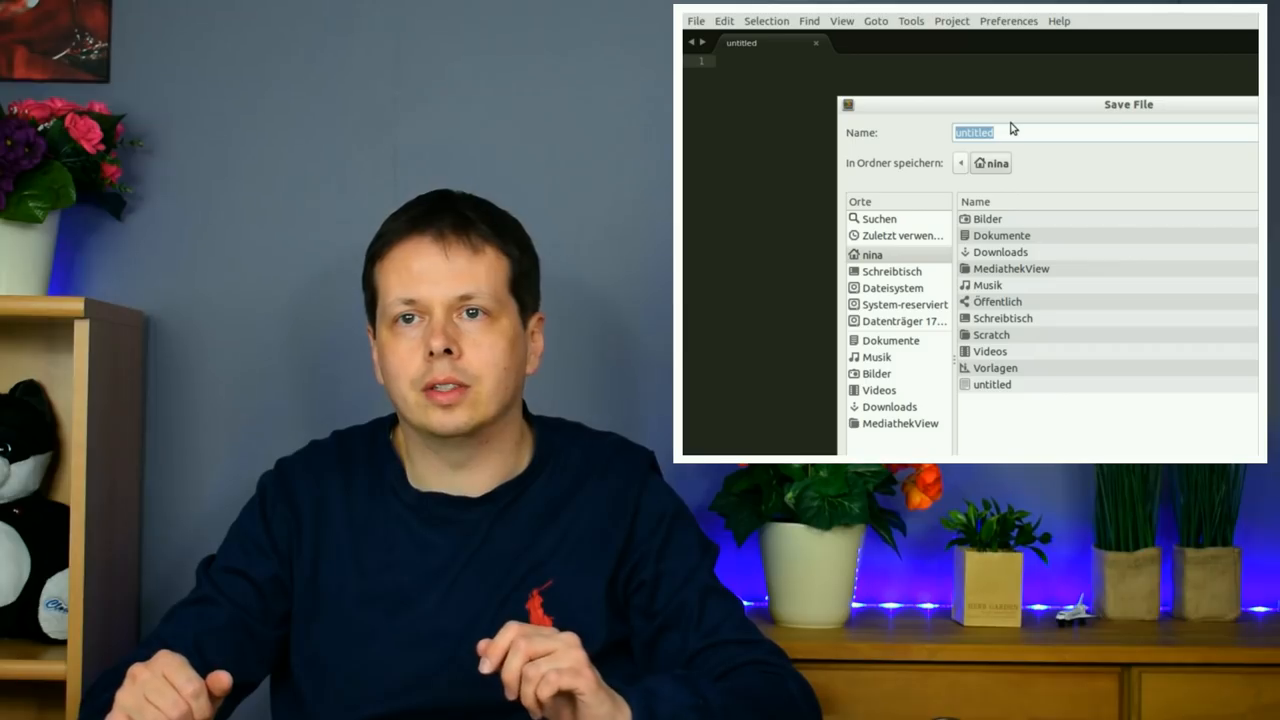 File Edit Selection Find View Goto Tools Project Preferences Help
untitled
1
Save File
Name: untitled
In Ordner speichern: nina
Orte
Suchen
Zuletzt verwen...
nina
Schreibtisch
Dateisystem
System-reserviert
Datenträger 17...
Dokumente
Musik
Bilder
Videos
Downloads
MediathekView
Name
Bilder
Dokumente
Downloads
MediathekView
Musik
Öffentlich
Schreibtisch
Scratch
Videos
Vorlagen
untitled
HERB GARDEN